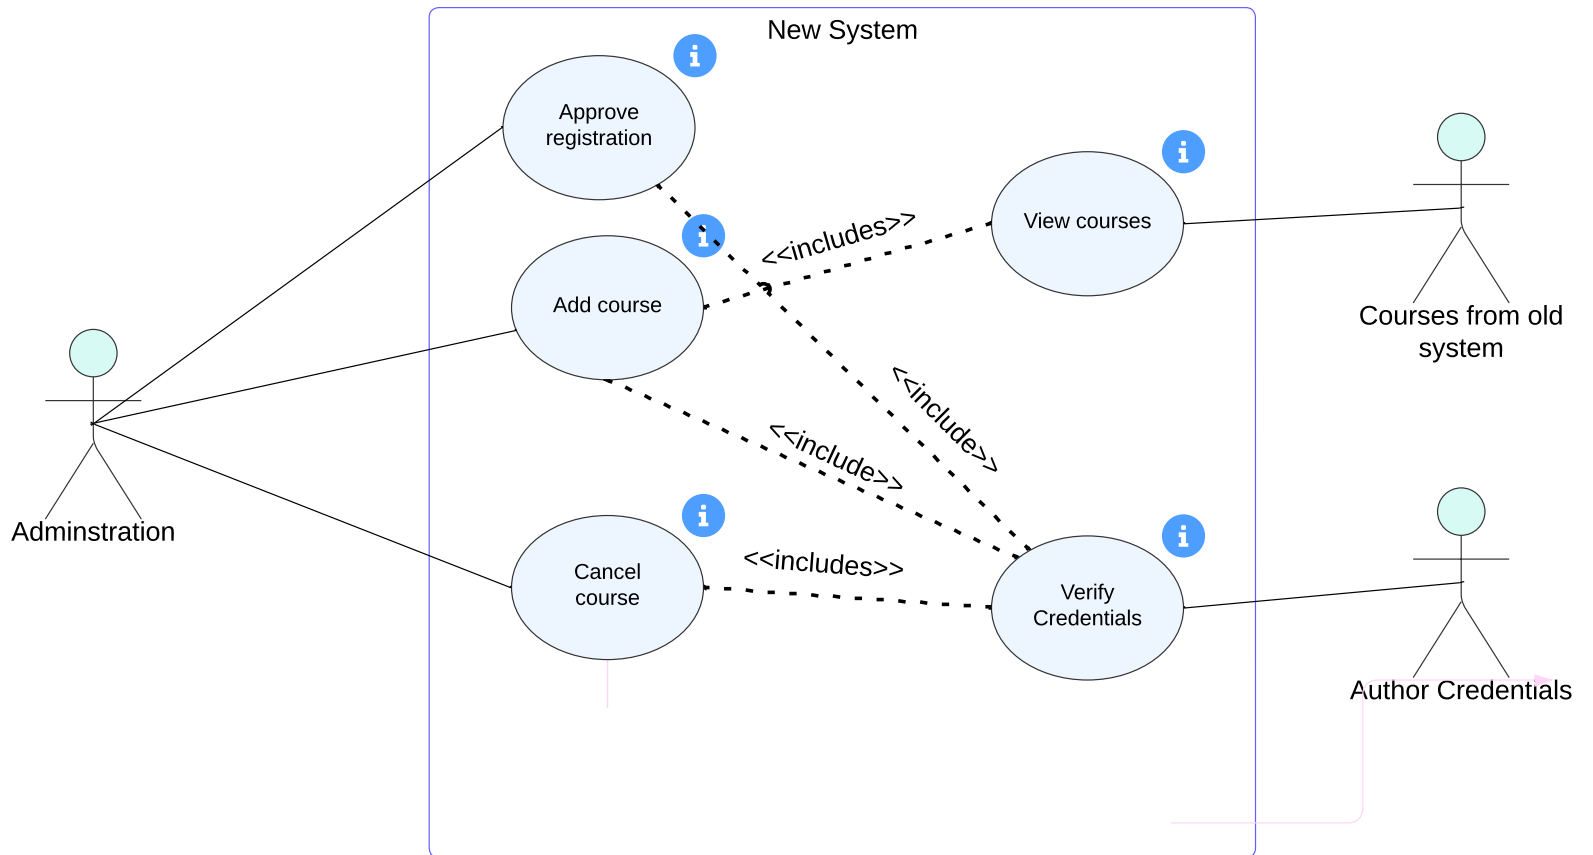 New System
Approve
registration
View courses
<<includes>>
Add course
Courses from old
system
<<include>>
<<include>>
Adminstration
<<includes>>
Cancel
course
Verify
Credentials
Author Credentials